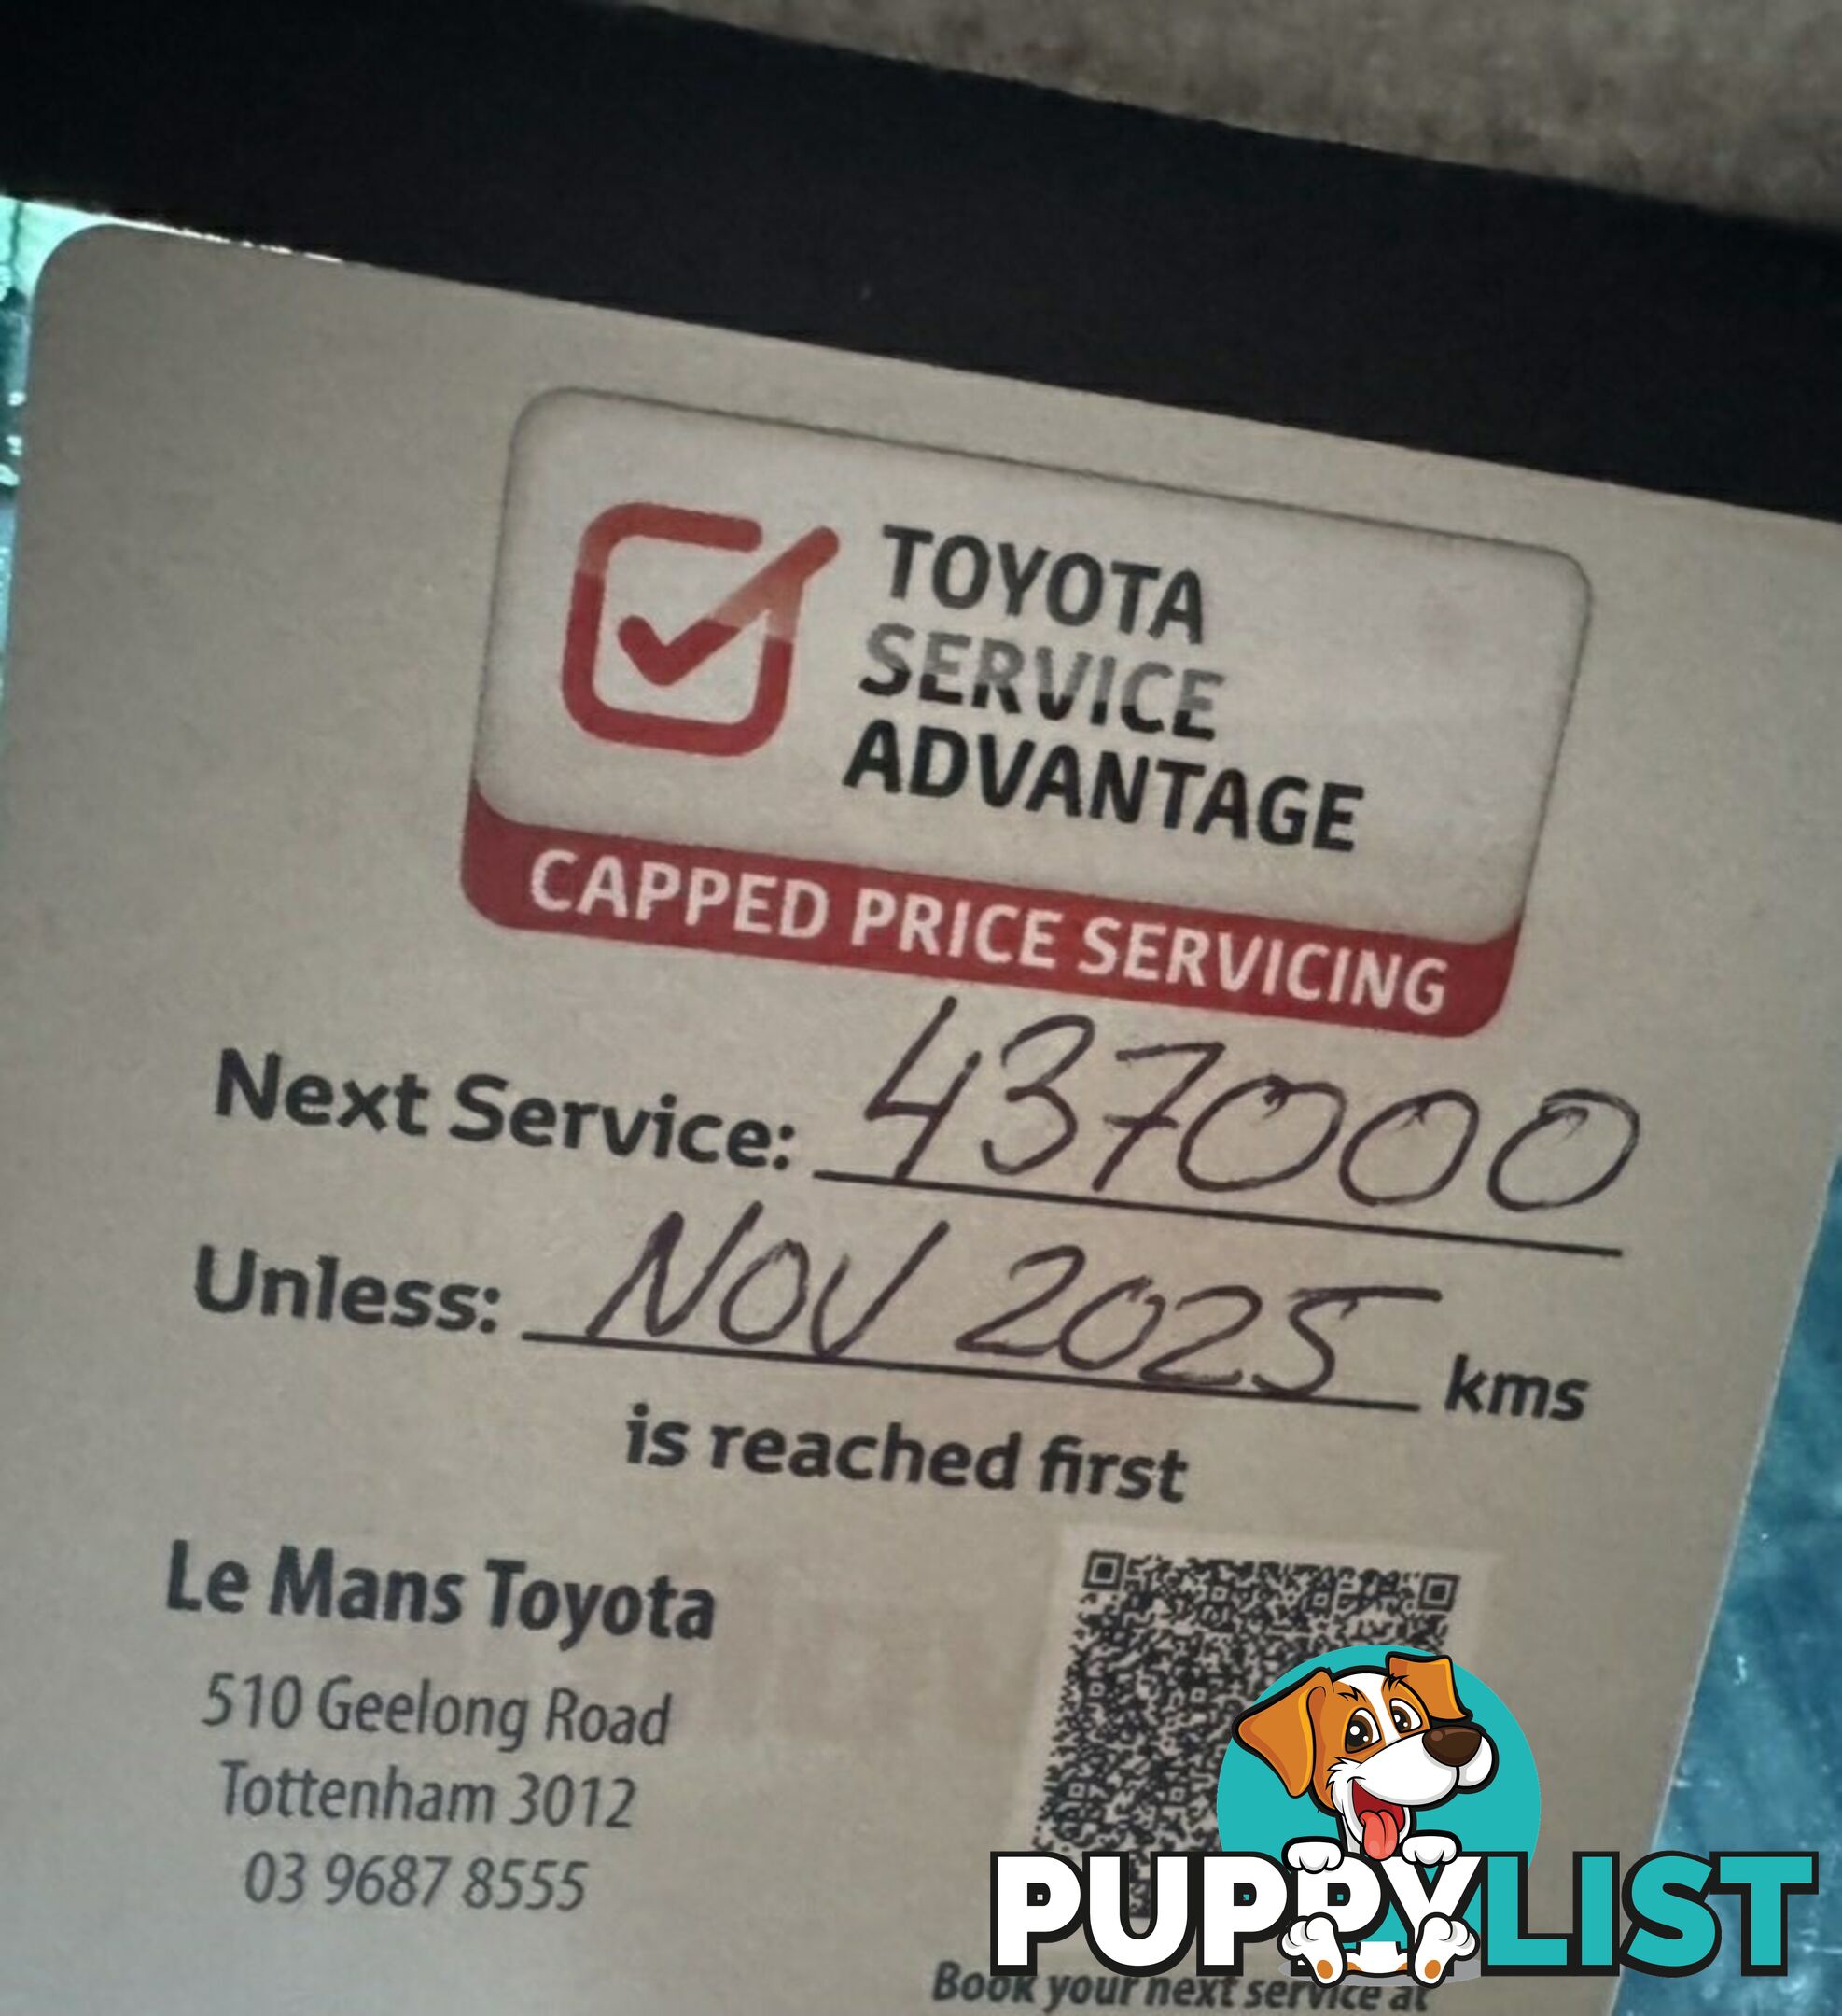 TOYOTA
SERVICE
ADVANTAGE
CAPPED PRICE SERVICING
Next Service: 437000
Unless: NOV 2025 kms
is reached first
Le Mans Toyota
510 Geelong Road
Tottenham 3012
03 9687 8555
PUPPYLIST
Book your next service at